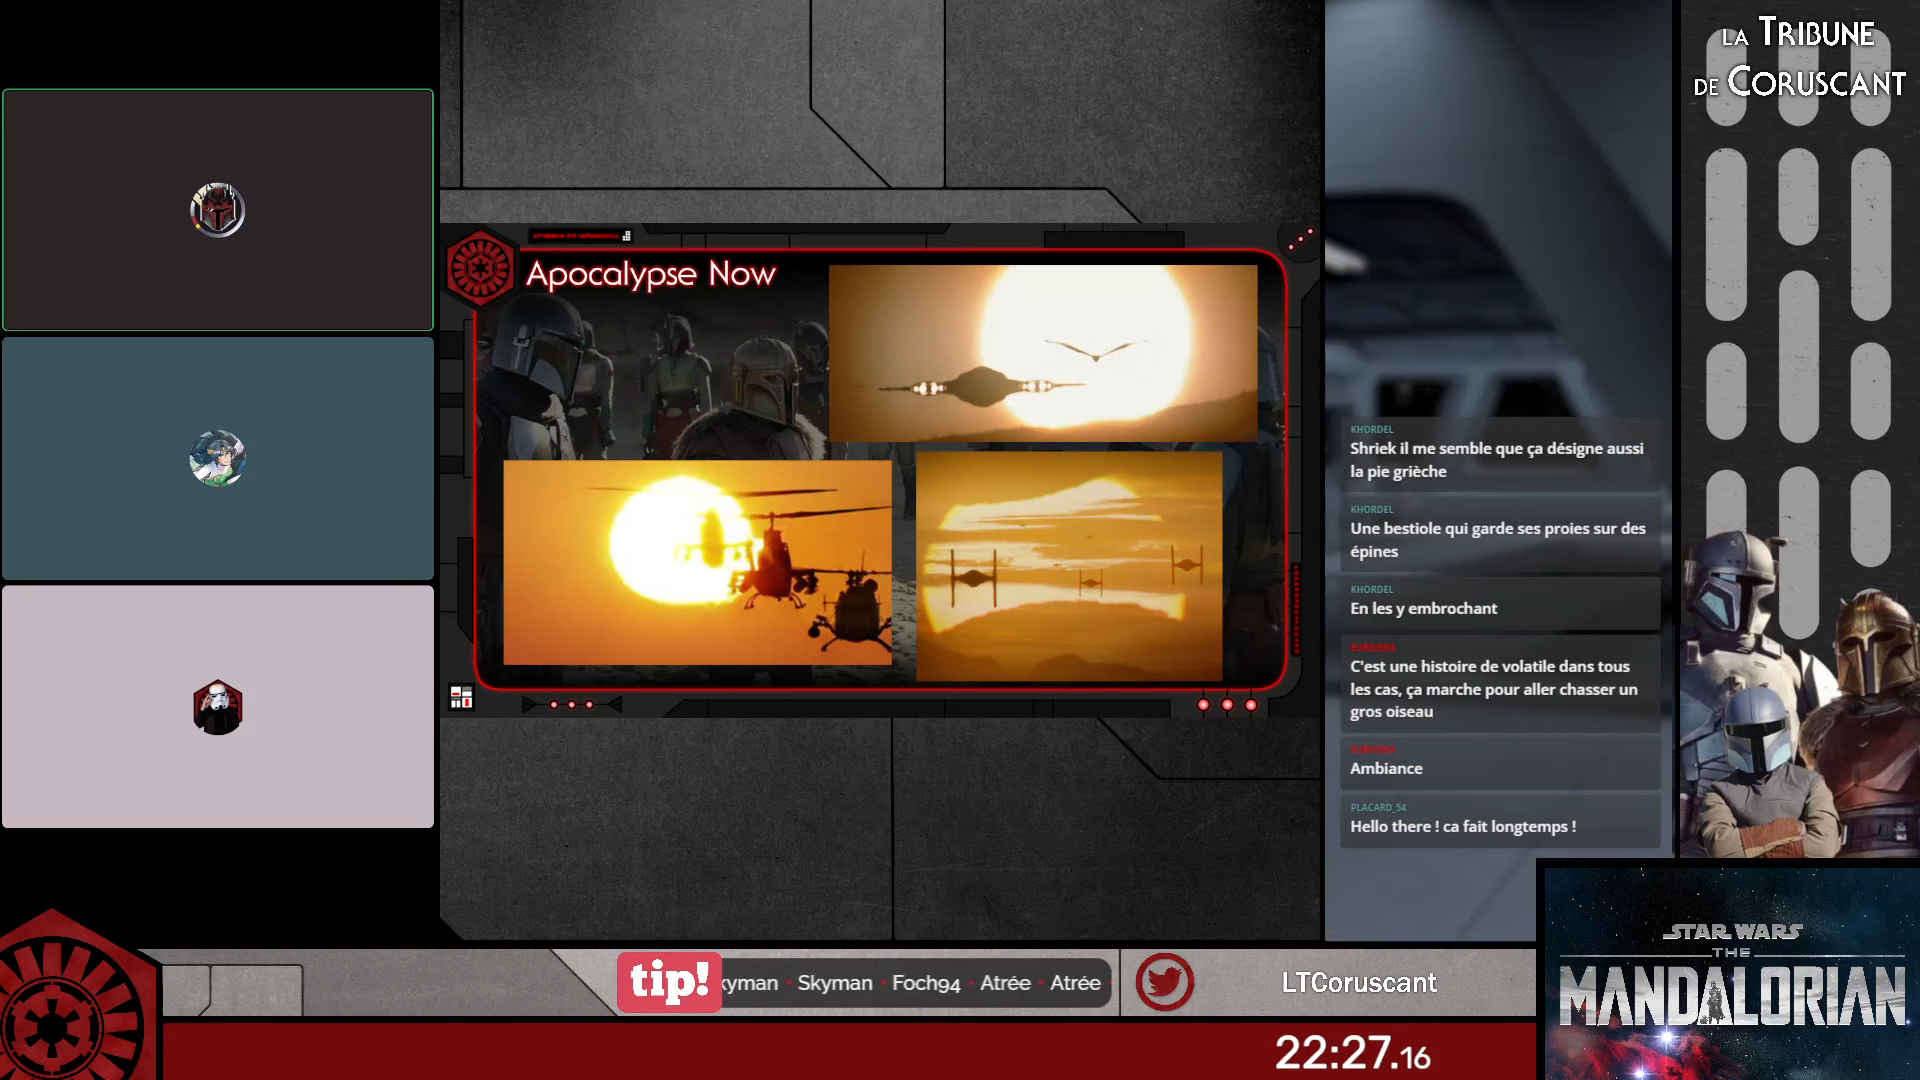 LA TRIBUNE
DE CORUSCANT
Apocalypse Now
KHORDEL
Shriek il me semble que ça désigne aussi
la pie grièche
KHORDEL
Une bestiole qui garde ses proies sur des
épines
KHORDEL
En les y embrochant
C'est une histoire de volatile dans tous
les cas, ça marche pour aller chasser un
gros oiseau
Ambiance
PLACARD_54
Hello there ! ca fait longtemps !
STAR WARS
THE
MANDALORIAN
tip! kyman - Skyman - Foch94 - Atrée - Atrée
LTCoruscant
22:27.16